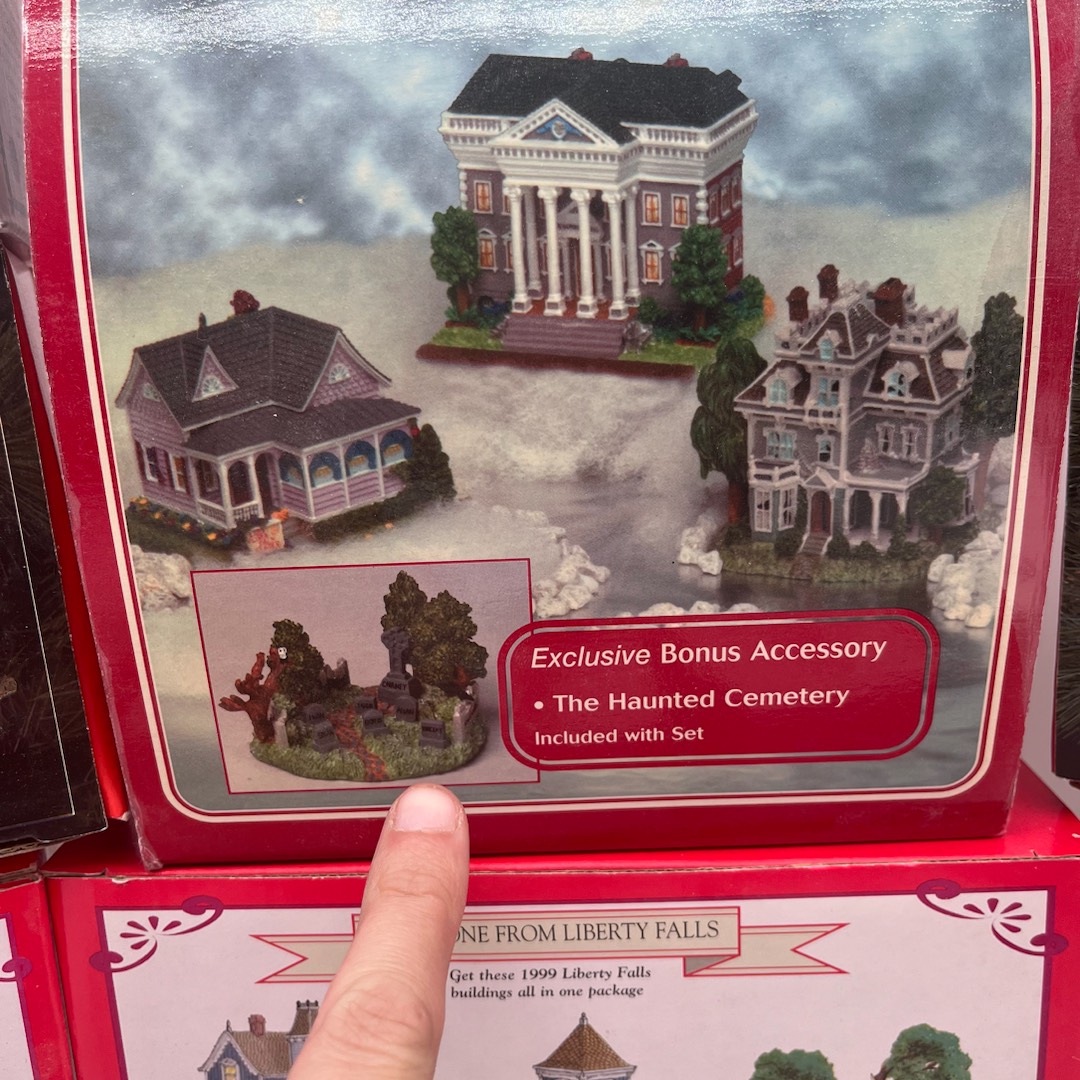 Exclusive Bonus Accessory
• The Haunted Cemetery
Included with Set
FROM LIBERTY FALLS
Get these 1999 Liberty Falls
buildings all in one package